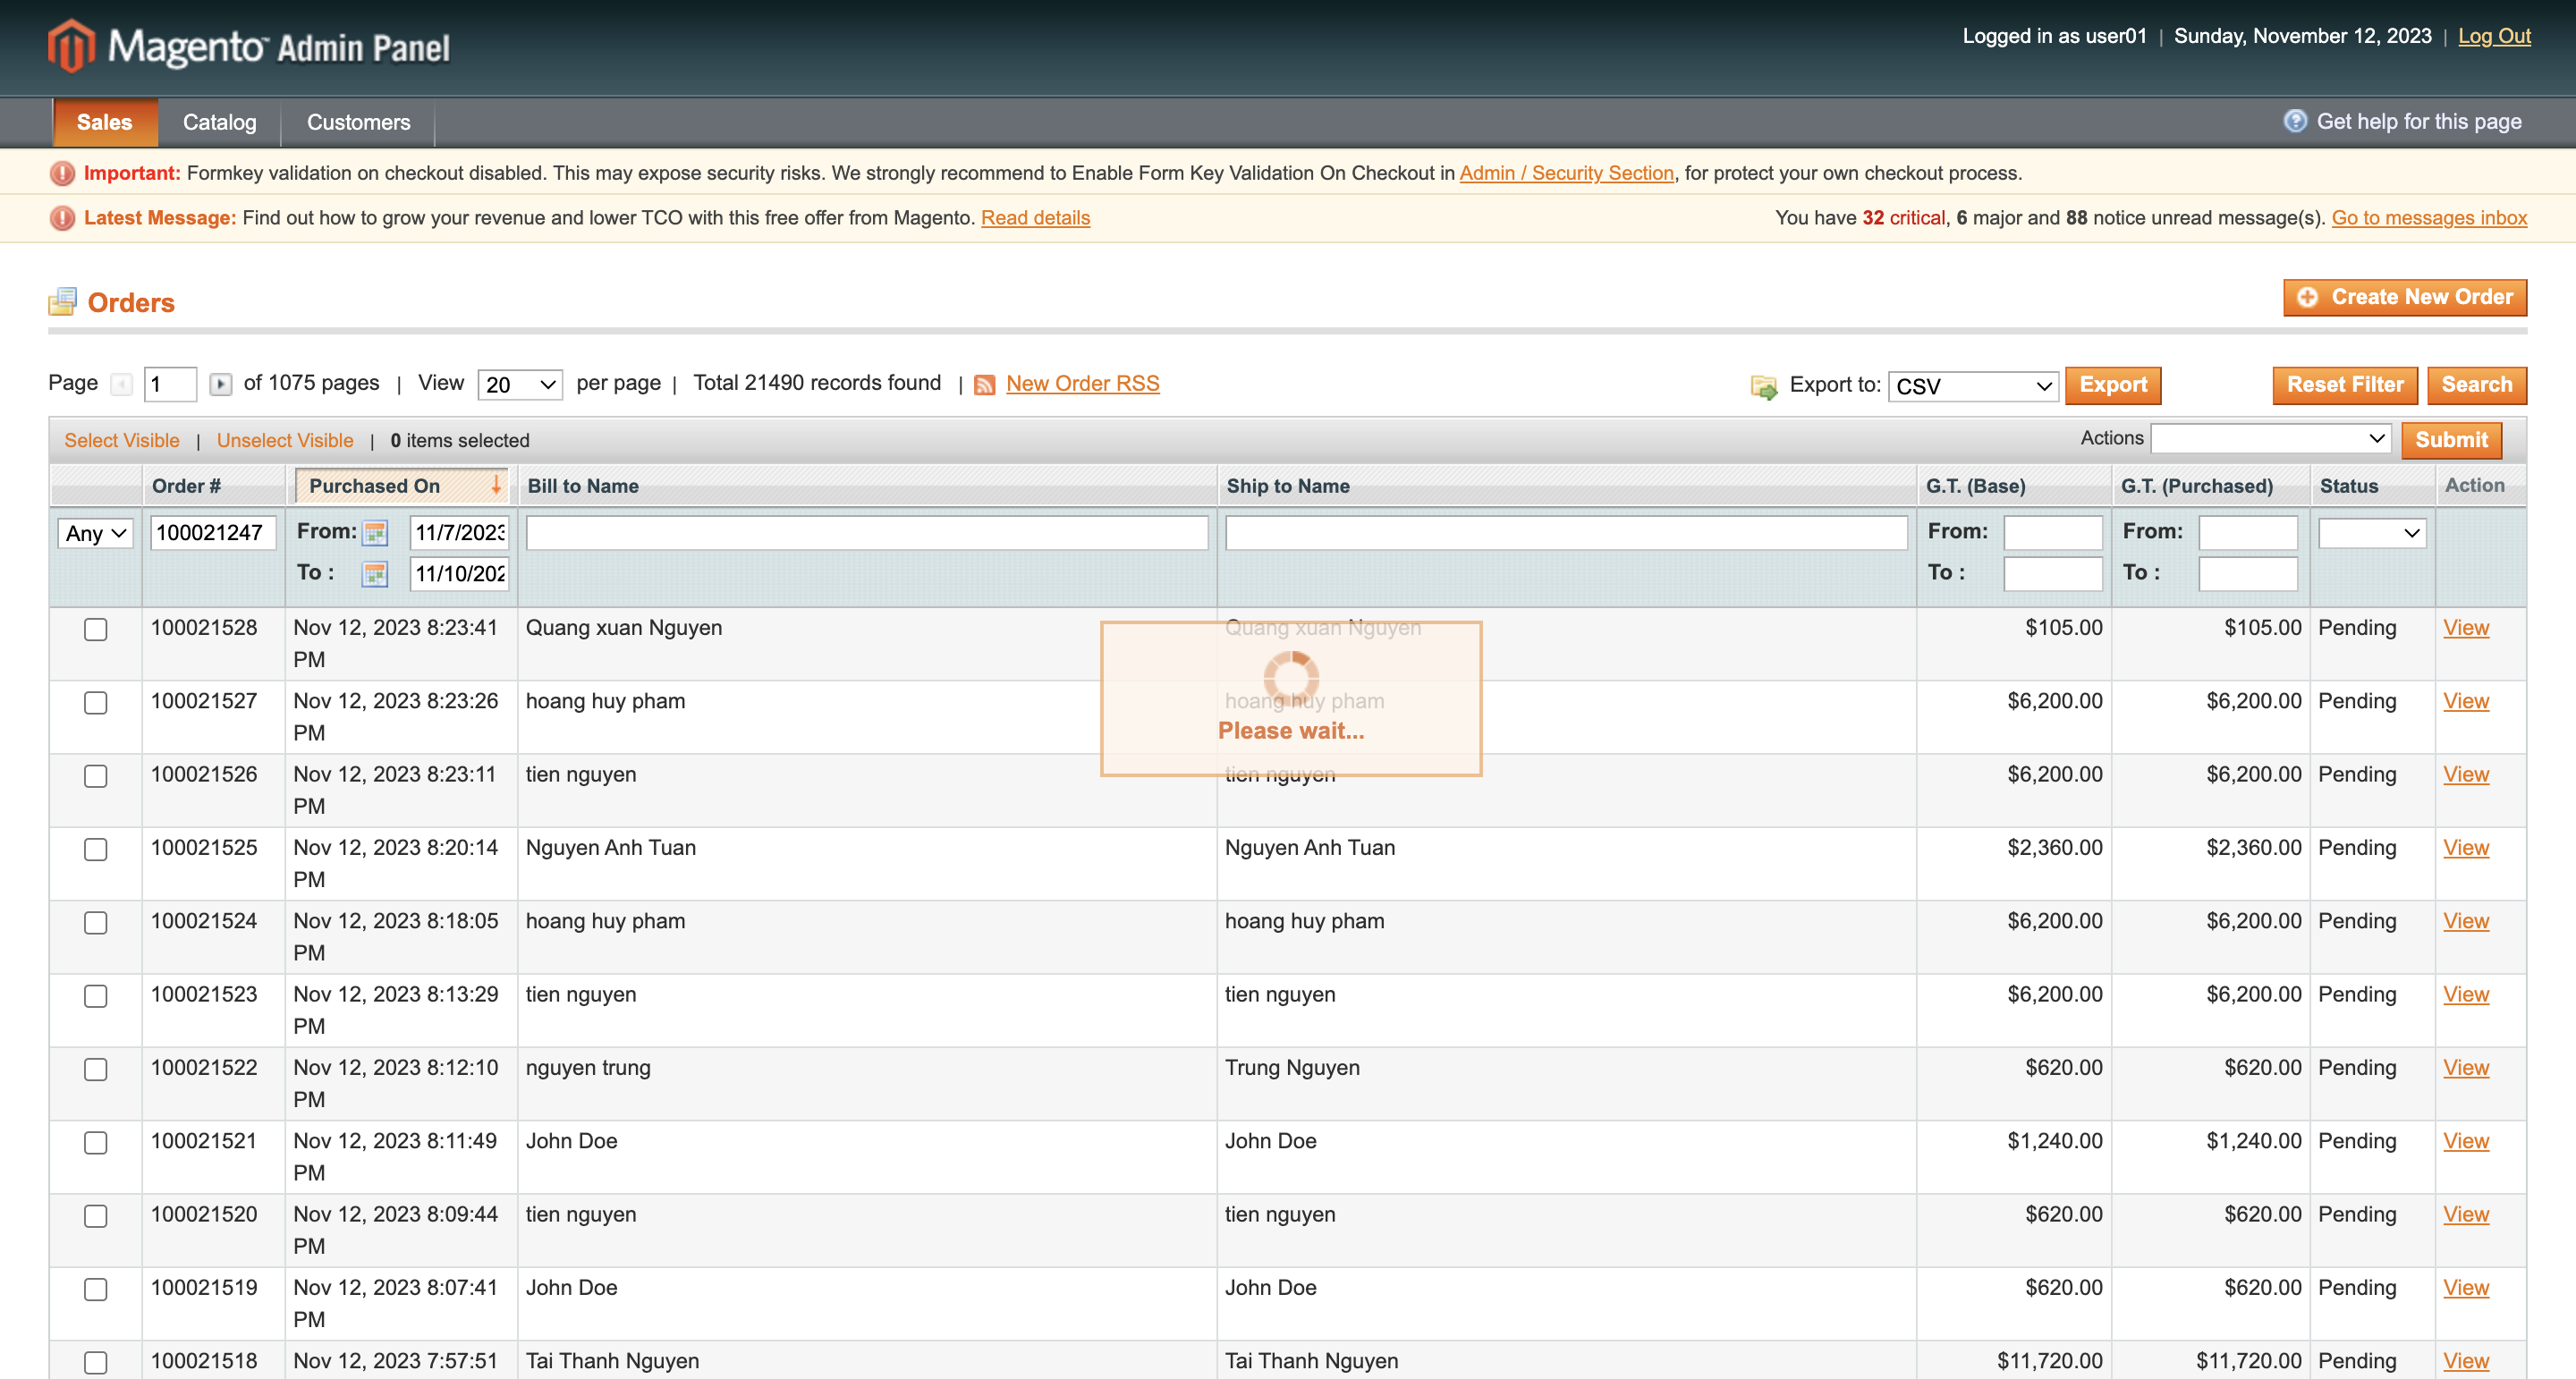 Magento™ Admin Panel
Logged in as user01 | Sunday, November 12, 2023 | Log Out
Sales Catalog Customers Get help for this page
Important: Formkey validation on checkout disabled. This may expose security risks. We strongly recommend to Enable Form Key Validation On Checkout in Admin / Security Section, for protect your own checkout process.
Latest Message: Find out how to grow your revenue and lower TCO with this free offer from Magento. Read details You have 32 critical, 6 major and 88 notice unread message(s). Go to messages inbox
Orders Create New Order
Page 1 of 1075 pages | View 20 per page | Total 21490 records found | New Order RSS Export to: CSV Export Reset Filter Search
Select Visible | Unselect Visible | 0 items selected Actions Submit
Order # Purchased On Bill to Name Ship to Name G.T. (Base) G.T. (Purchased) Status Action
Any 100021247 From: 11/7/2023 From: From:
To : 11/10/202 To : To :
100021528 Nov 12, 2023 8:23:41 PM Quang xuan Nguyen Quang xuan Nguyen $105.00 $105.00 Pending View
100021527 Nov 12, 2023 8:23:26 PM hoang huy pham hoang huy pham $6,200.00 $6,200.00 Pending View
Please wait...
100021526 Nov 12, 2023 8:23:11 PM tien nguyen tien nguyen $6,200.00 $6,200.00 Pending View
100021525 Nov 12, 2023 8:20:14 PM Nguyen Anh Tuan Nguyen Anh Tuan $2,360.00 $2,360.00 Pending View
100021524 Nov 12, 2023 8:18:05 PM hoang huy pham hoang huy pham $6,200.00 $6,200.00 Pending View
100021523 Nov 12, 2023 8:13:29 PM tien nguyen tien nguyen $6,200.00 $6,200.00 Pending View
100021522 Nov 12, 2023 8:12:10 PM nguyen trung Trung Nguyen $620.00 $620.00 Pending View
100021521 Nov 12, 2023 8:11:49 PM John Doe John Doe $1,240.00 $1,240.00 Pending View
100021520 Nov 12, 2023 8:09:44 PM tien nguyen tien nguyen $620.00 $620.00 Pending View
100021519 Nov 12, 2023 8:07:41 PM John Doe John Doe $620.00 $620.00 Pending View
100021518 Nov 12, 2023 7:57:51 Tai Thanh Nguyen Tai Thanh Nguyen $11,720.00 $11,720.00 Pending View